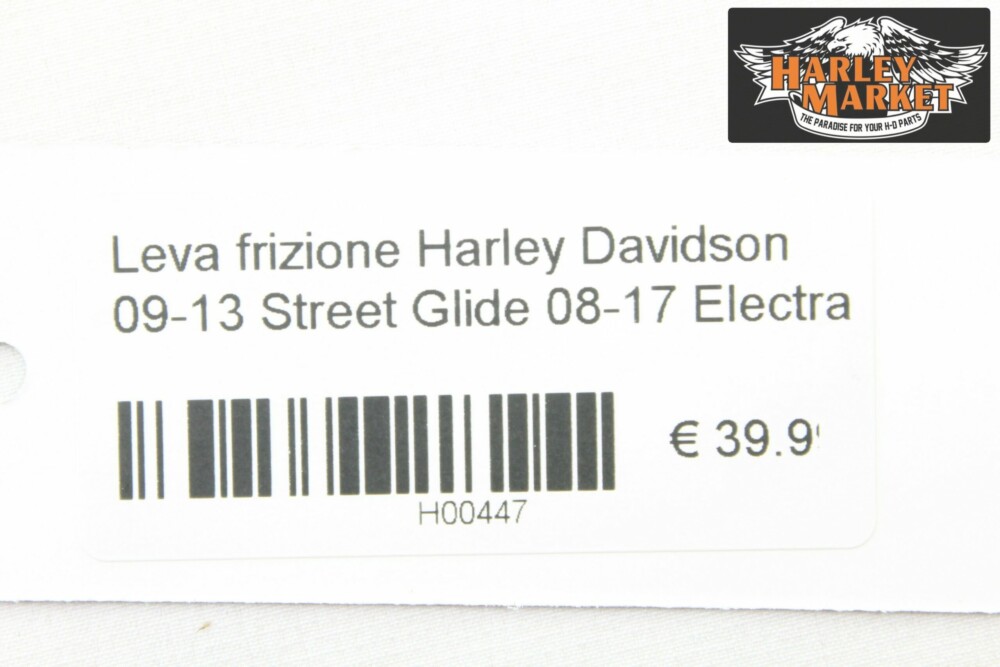 HARLEY
MARKET
THE PARADISE FOR YOUR H-D PARTS
Leva frizione Harley Davidson
09-13 Street Glide 08-17 Electra
€ 39.9
H00447